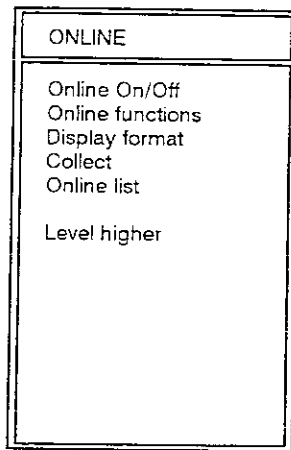 ONLINE
Online On/Off
Online functions
Display format
Collect
Online list
Level higher